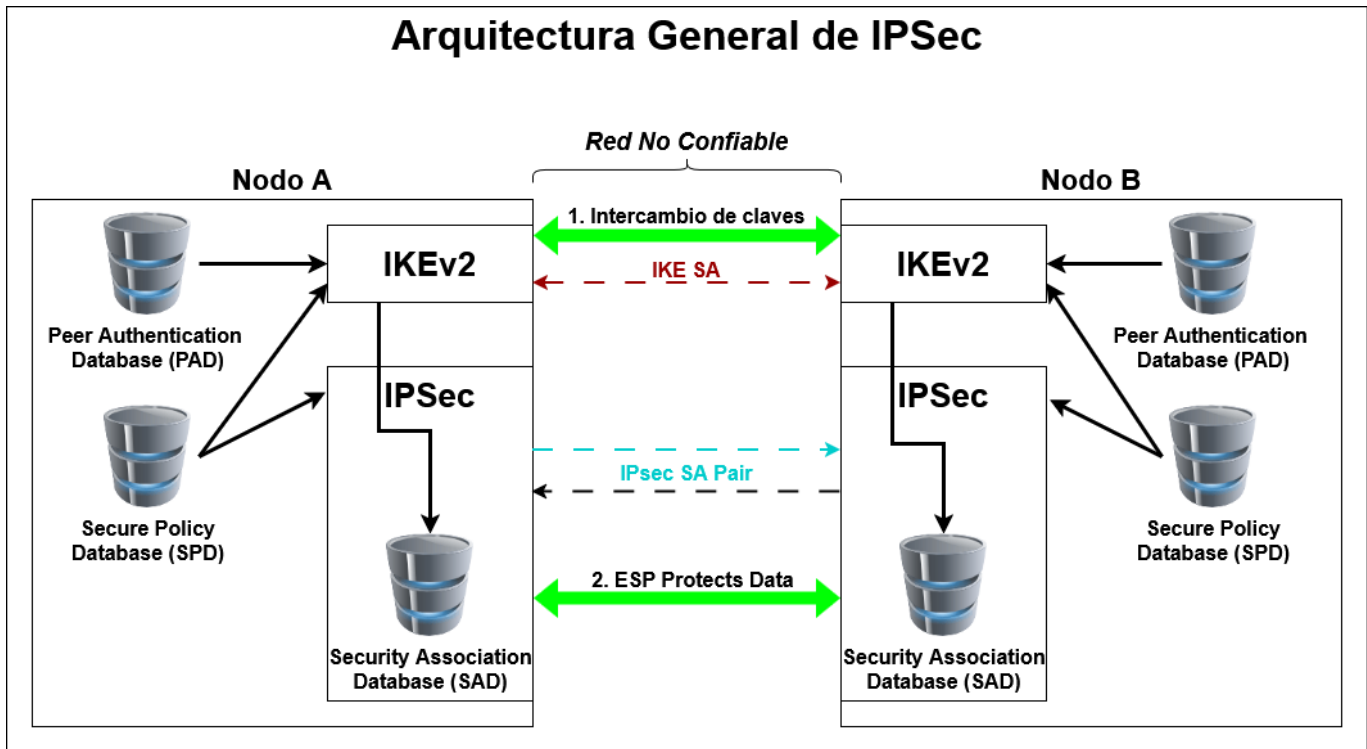 Arquitectura General de IPSec
Red No Confiable
Nodo A
Nodo B
1. Intercambio de claves
IKEv2
IKE SA
IKEv2
Peer Authentication
Database (PAD)
Peer Authentication
Database (PAD)
IPSec
IPSec
IPsec SA Pair
Secure Policy
Database (SPD)
Secure Policy
Database (SPD)
2. ESP Protects Data
Security Association
Database (SAD)
Security Association
Database (SAD)